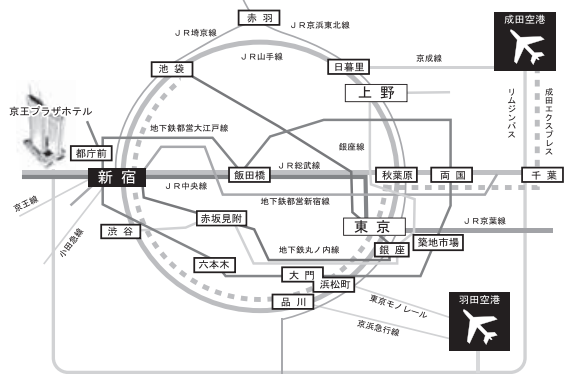 赤羽
JR埼京線
JR京浜東北線
成田空港
JR山手線
池袋
日暮里
京成線
上野
リムジンバス
成田エクスプレス
京王プラザホテル
地下鉄都営大江戸線
銀座線
都庁前
JR総武線
新宿
飯田橋
秋葉原
両国
千葉
JR中央線
京王線
地下鉄都営新宿線
赤坂見附
東京
JR京葉線
渋谷
小田急線
地下鉄丸ノ内線
銀座
築地市場
六本木
大門
浜松町
品川
東京モノレール
羽田空港
京浜急行線